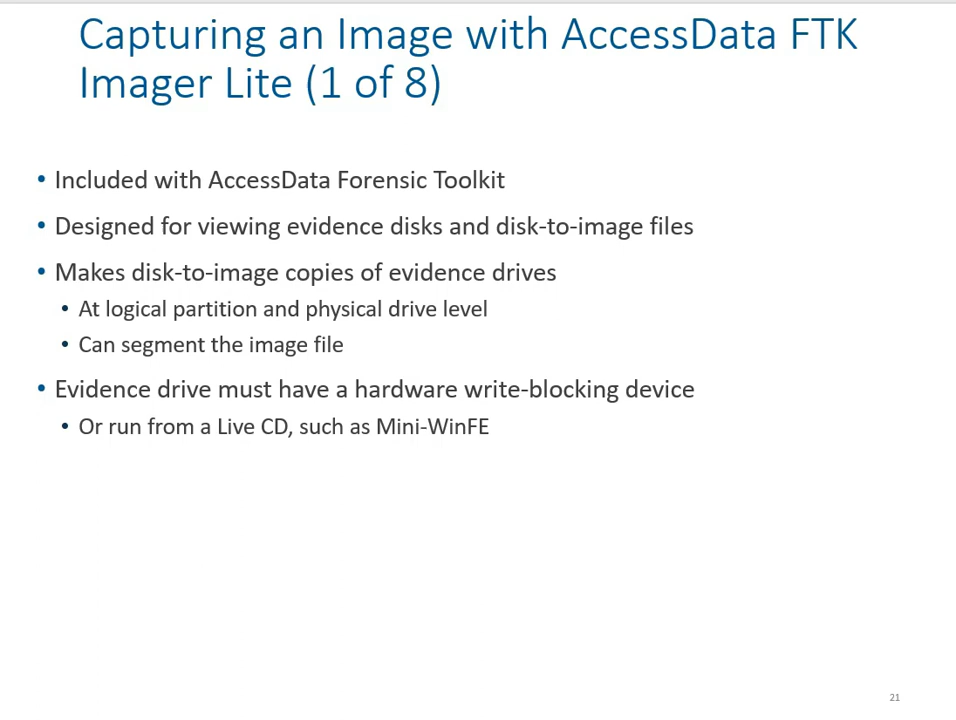 Capturing an Image with AccessData FTK
Imager Lite (1 of 8)
• Included with AccessData Forensic Toolkit
• Designed for viewing evidence disks and disk-to-image files
• Makes disk-to-image copies of evidence drives
• At logical partition and physical drive level
• Can segment the image file
• Evidence drive must have a hardware write-blocking device
• Or run from a Live CD, such as Mini-WinFE
21